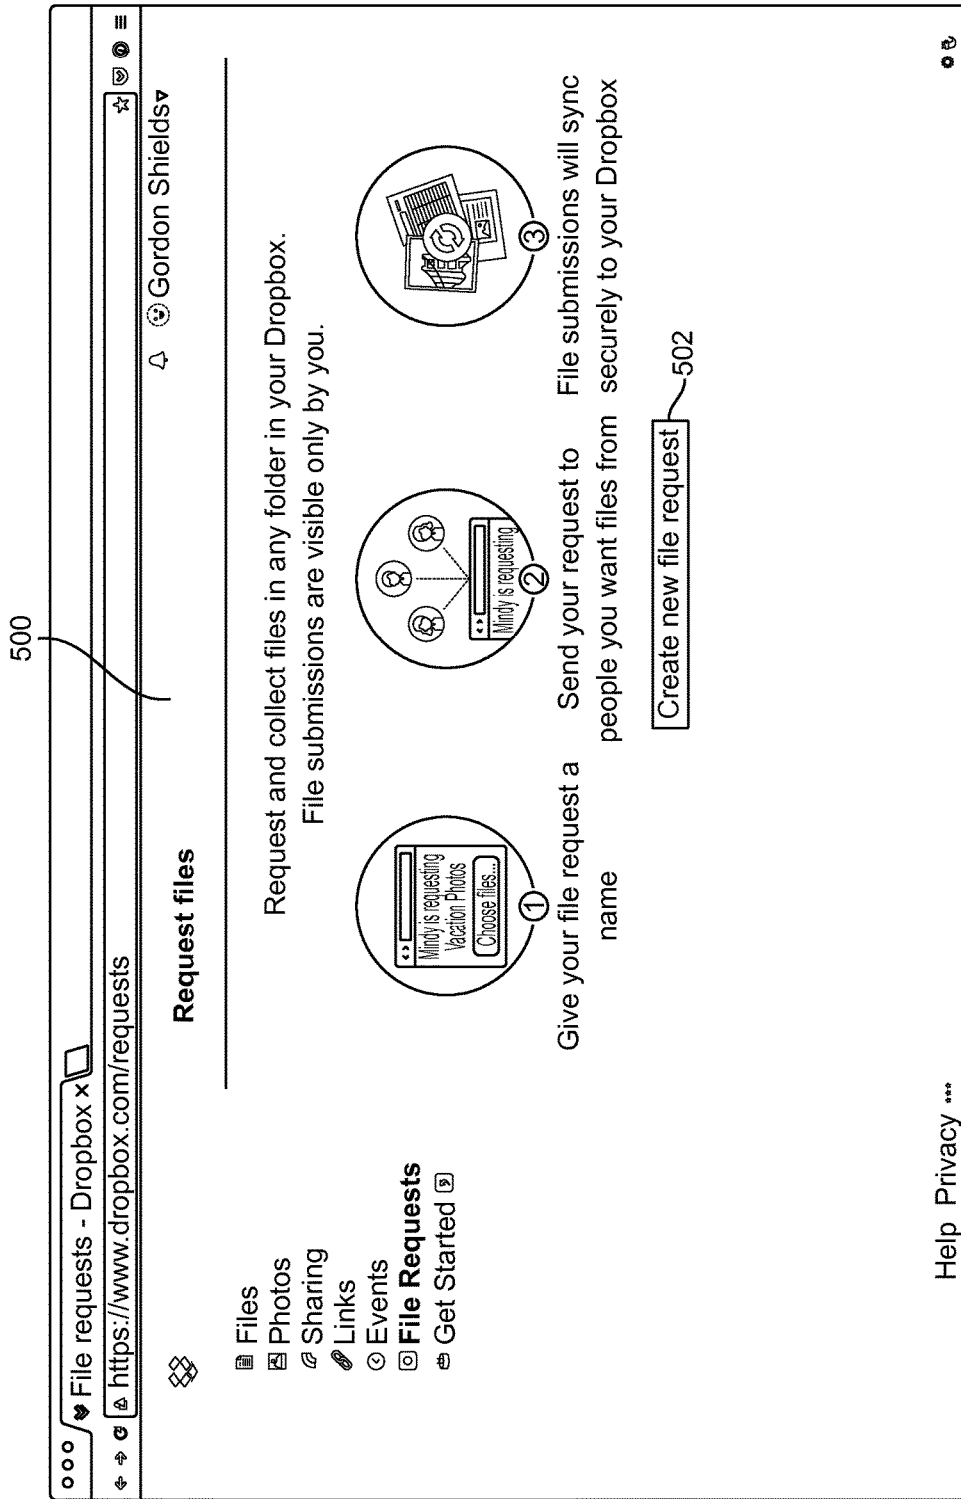 500
File requests - Dropbox x
https://www.dropbox.com/requests
Gordon Shields
Request files
Files
Photos
Sharing
Links
Events
File Requests
Get Started
Request and collect files in any folder in your Dropbox.
File submissions are visible only by you.
Mindy is requesting
Vacation Photos
Choose files...
1
Give your file request a
name
Mindy is requesting
2
Send your request to
people you want files from
3
File submissions will sync
securely to your Dropbox
Create new file request
502
Help Privacy ***